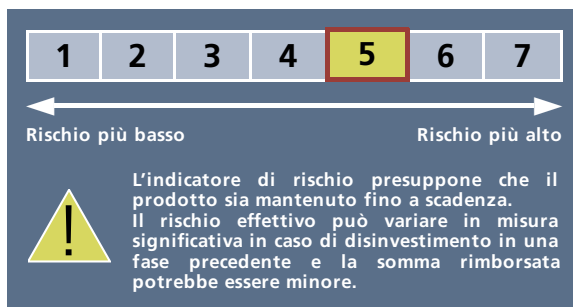 1 2 3 4 5 6 7
Rischio più basso Rischio più alto
L'indicatore di rischio presuppone che il
prodotto sia mantenuto fino a scadenza.
Il rischio effettivo può variare in misura
significativa in caso di disinvestimento in una
fase precedente e la somma rimborsata
potrebbe essere minore.
!